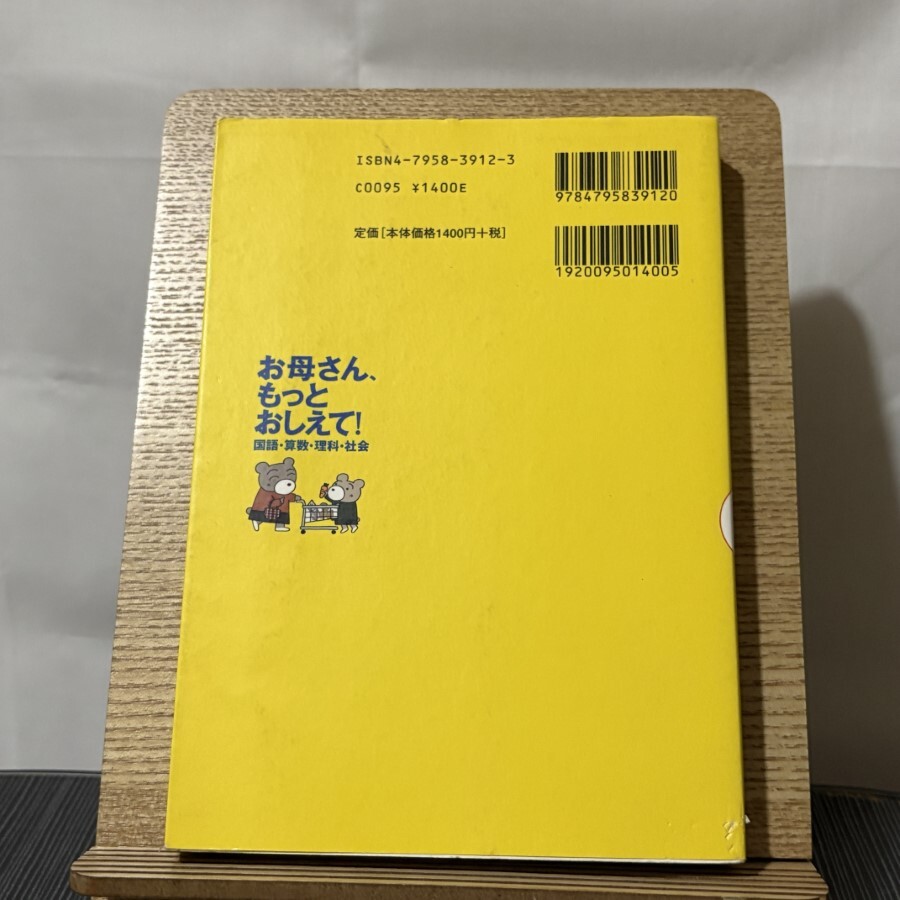 ISBN4-7958-3912-3
C0095 ¥1400E
定価[本体価格1400円+税]
9784795839120
1920095014005
お母さん、
もっと
おしえて!
国語・算数・理科・社会